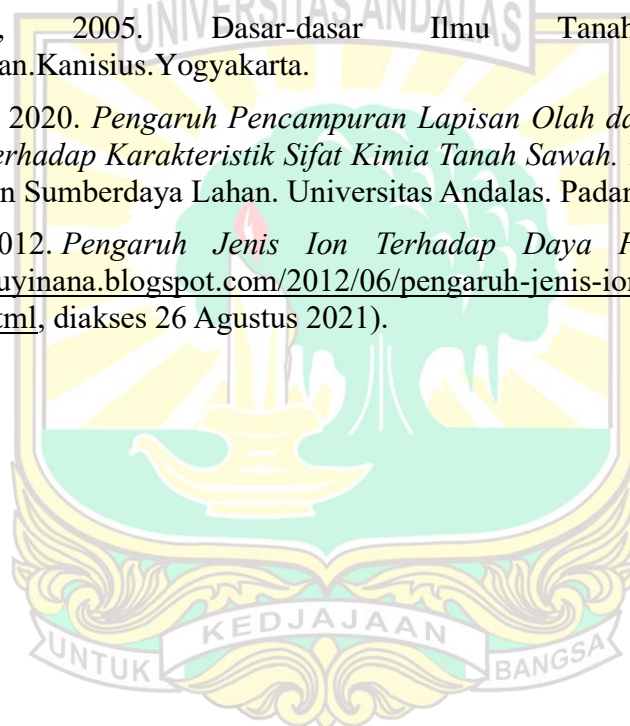 UNIVERSITAS ANDALAS
, 2005. Dasar-dasar Ilmu Tanah
an.Kanisius.Yogyakarta.
2020. Pengaruh Pencampuran Lapisan Olah da
erhadap Karakteristik Sifat Kimia Tanah Sawah.
n Sumberdaya Lahan. Universitas Andalas. Padan
012. Pengaruh Jenis Ion Terhadap Daya H
uyinana.blogspot.com/2012/06/pengaruh-jenis-ion
tml, diakses 26 Agustus 2021).
UNTUK KEDJAJAAN BANGSA